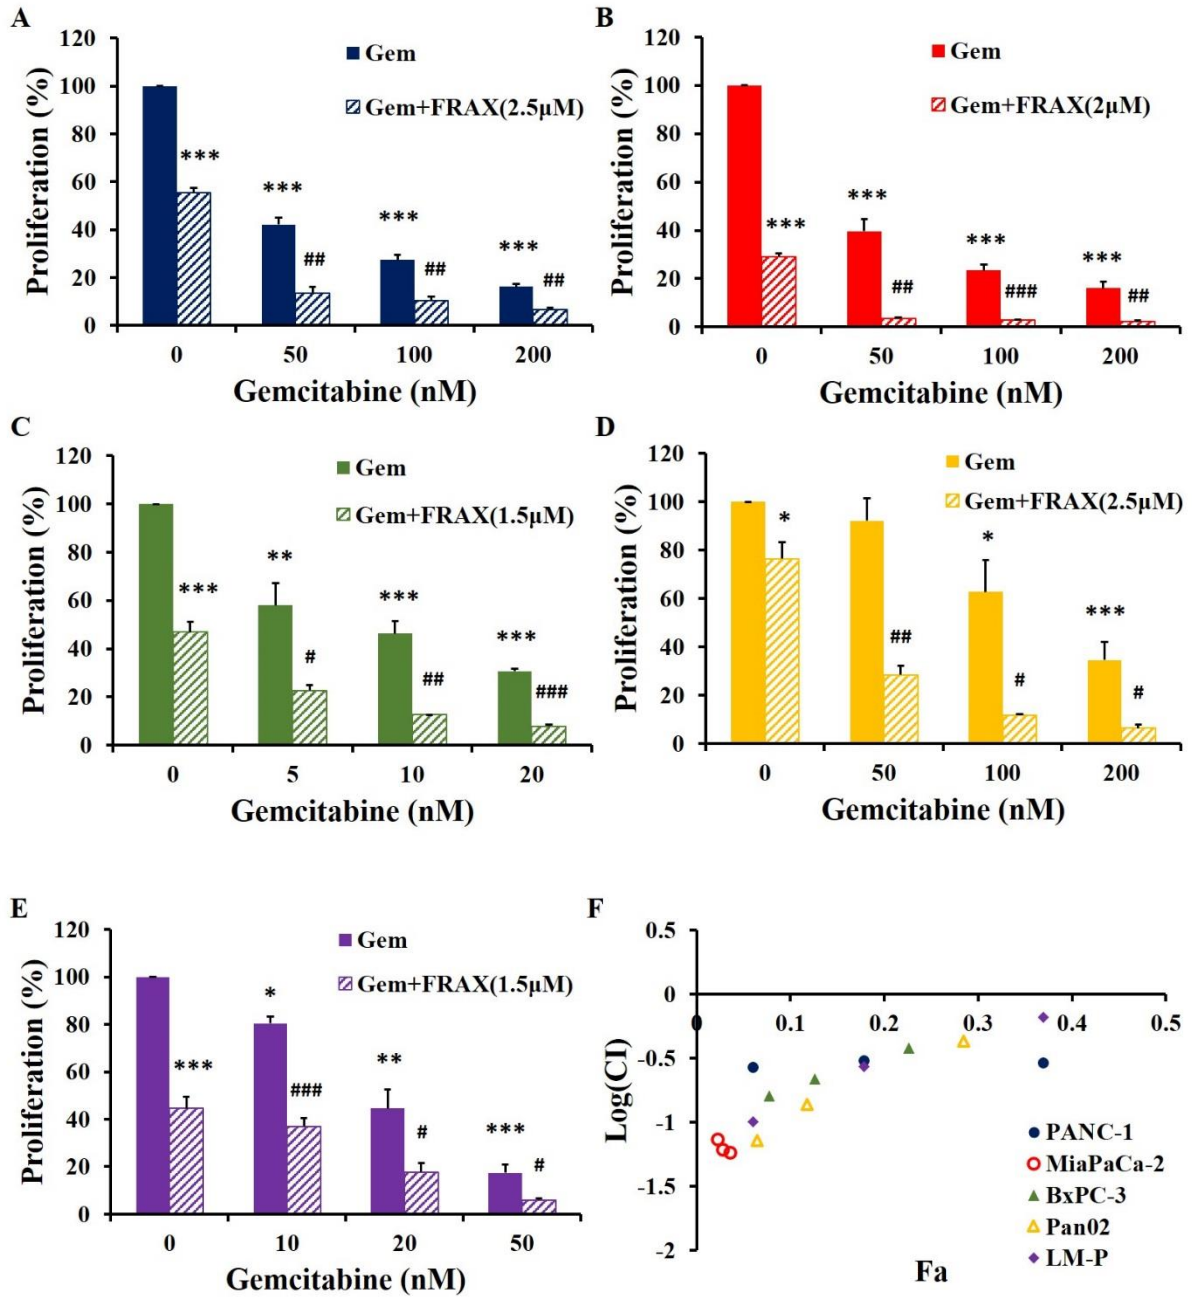 A
120
100
80
60
40
20
0
Proliferation (%)
Gem
Gem+FRAX(2.5µM)
***
***
***
***
##
##
##
0 50 100 200
Gemcitabine (nM)
B
120
100
80
60
40
20
0
Proliferation (%)
Gem
Gem+FRAX(2µM)
***
***
***
***
##
###
##
0 50 100 200
Gemcitabine (nM)
C
120
100
80
60
40
20
0
Proliferation (%)
Gem
Gem+FRAX(1.5µM)
***
**
***
***
#
##
###
0 5 10 20
Gemcitabine (nM)
D
120
100
80
60
40
20
0
Proliferation (%)
Gem
Gem+FRAX(2.5µM)
*
*
***
##
#
#
0 50 100 200
Gemcitabine (nM)
E
120
100
80
60
40
20
0
Proliferation (%)
Gem
Gem+FRAX(1.5µM)
***
*
**
***
###
#
#
0 10 20 50
Gemcitabine (nM)
F
0.5
0
-0.5
-1
-1.5
-2
Log(CI)
0 0.1 0.2 0.3 0.4 0.5
PANC-1
MiaPaCa-2
BxPC-3
Pan02
LM-P
Fa